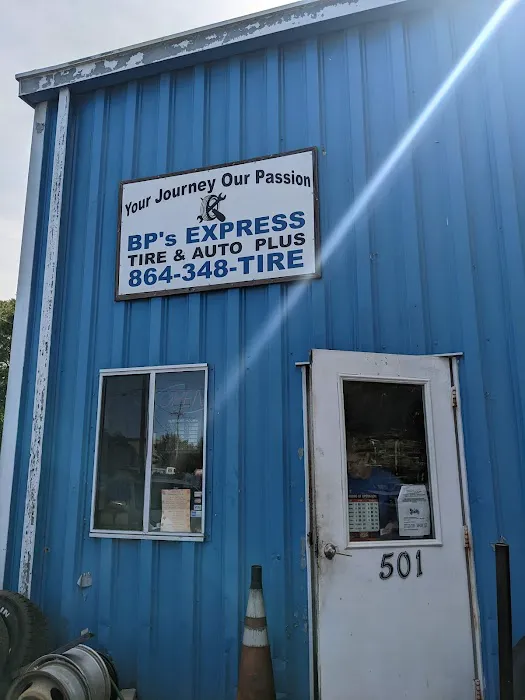 Your Journey Our Passion
BP's EXPRESS
TIRE & AUTO PLUS
864-348-TIRE
501